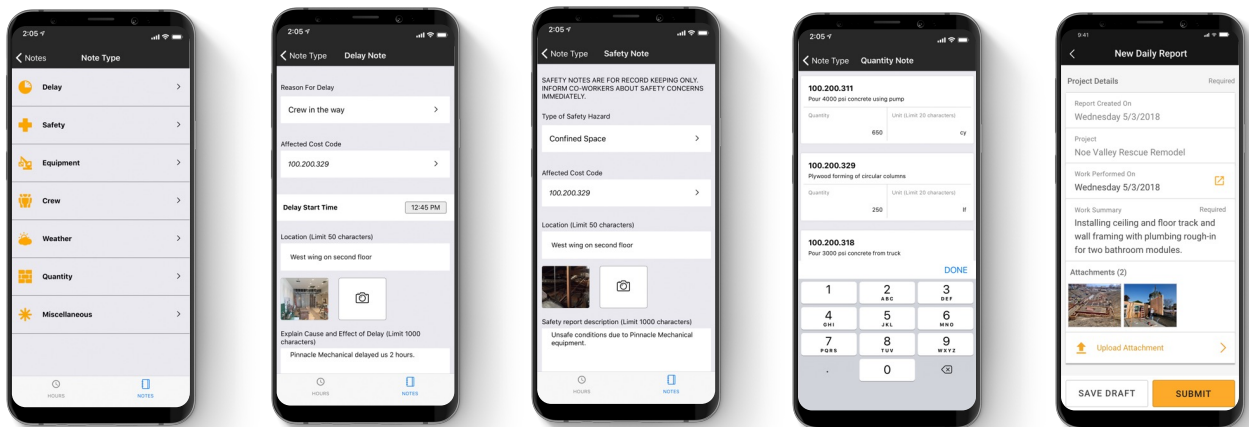 2:05
Notes
Note Type
Delay
Safety
Equipment
Crew
Weather
Quantity
Miscellaneous
HOURS
NOTES
2:05
Note Type
Delay Note
Reason For Delay
Crew in the way
Affected Cost Code
100.200.329
Delay Start Time
12:45 PM
Location (Limit 50 characters)
West wing on second floor
Explain Cause and Effect of Delay (Limit 1000
characters)
Pinnacle Mechanical delayed us 2 hours.
HOURS
NOTES
2:05
Note Type
Safety Note
SAFETY NOTES ARE FOR RECORD KEEPING ONLY.
INFORM CO-WORKERS ABOUT SAFETY CONCERNS
IMMEDIATELY.
Type of Safety Hazard
Confined Space
Affected Cost Code
100.200.329
Location (Limit 50 characters)
West wing on second floor
Safety report description (Limit 1000 characters)
Unsafe conditions due to Pinnacle Mechanical
equipment.
HOURS
NOTES
2:05
Note Type
Quantity Note
100.200.311
Pour 4000 psi concrete using pump
Quantity
Unit (Limit 20 characters)
650
cy
100.200.329
Plywood forming of circular columns
Quantity
Unit (Limit 20 characters)
250
lf
100.200.318
Pour 3000 psi concrete from truck
DONE
1
2
ABC
3
DEF
4
GHI
5
JKL
6
MNO
7
PQRS
8
TUV
9
WXYZ
.
0
9:41
New Daily Report
Project Details
Required
Report Created On
Wednesday 5/3/2018
Project
Noe Valley Rescue Remodel
Work Performed On
Wednesday 5/3/2018
Work Summary
Required
Installing ceiling and floor track and
wall framing with plumbing rough-in
for two bathroom modules.
Attachments (2)
Upload Attachment
SAVE DRAFT
SUBMIT